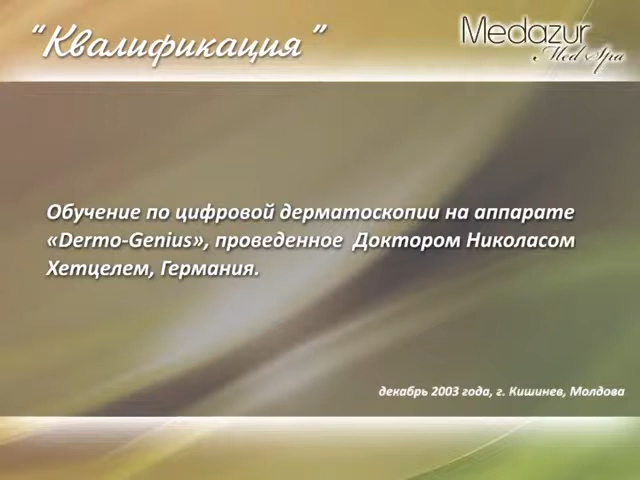 “Квалификация”
Medazur
Med Spa
Обучение по цифровой дерматоскопии на аппарате
«Dermo-Genius», проведенное Доктором Николасом
Хетцелем, Германия.
декабрь 2003 года, г. Кишинев, Молдова